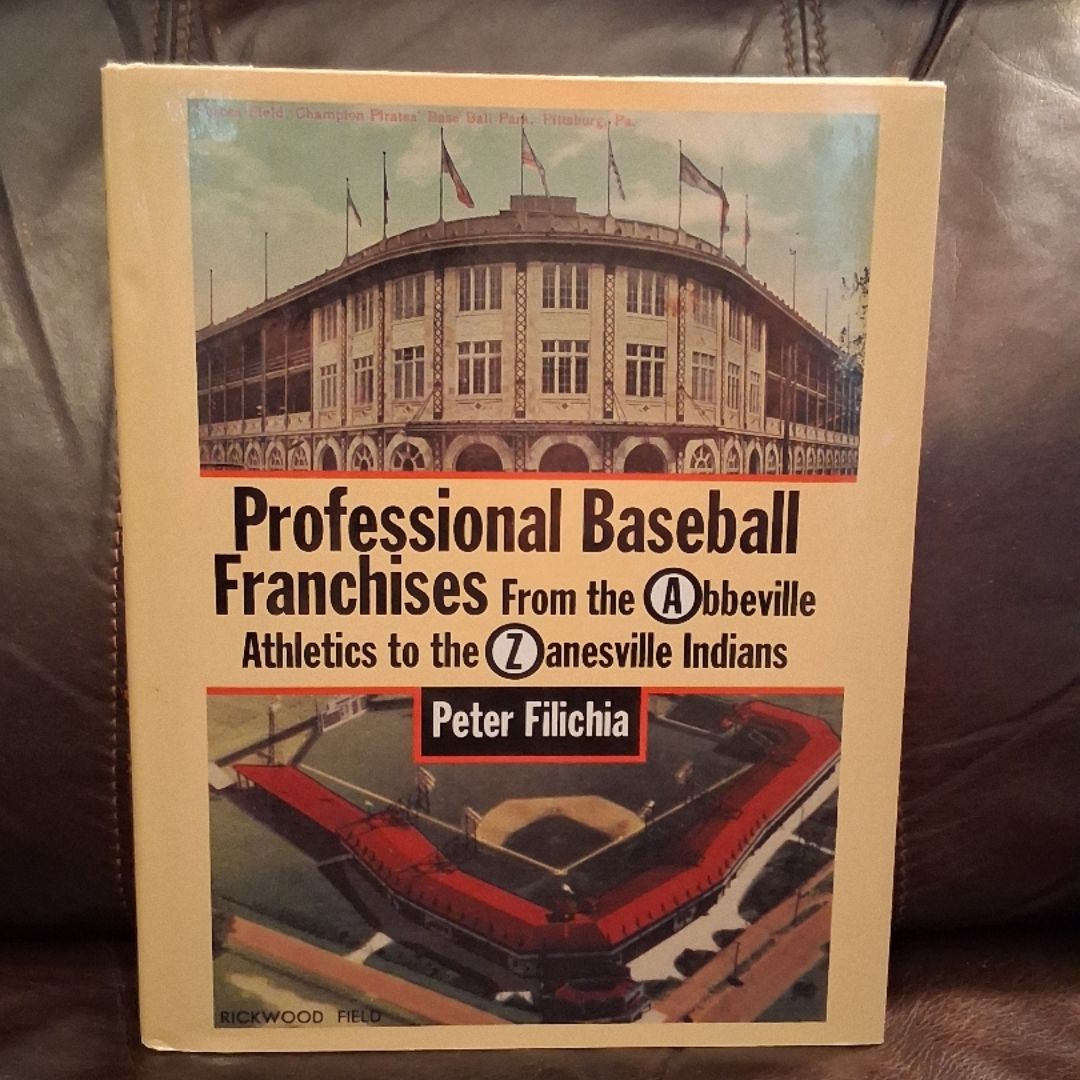 Field, Champion Pirates' Base Ball Park, Pittsburg, Pa.
Professional Baseball
Franchises From the Abbeville
Athletics to the Zanesville Indians
Peter Filichia
RICKWOOD FIELD